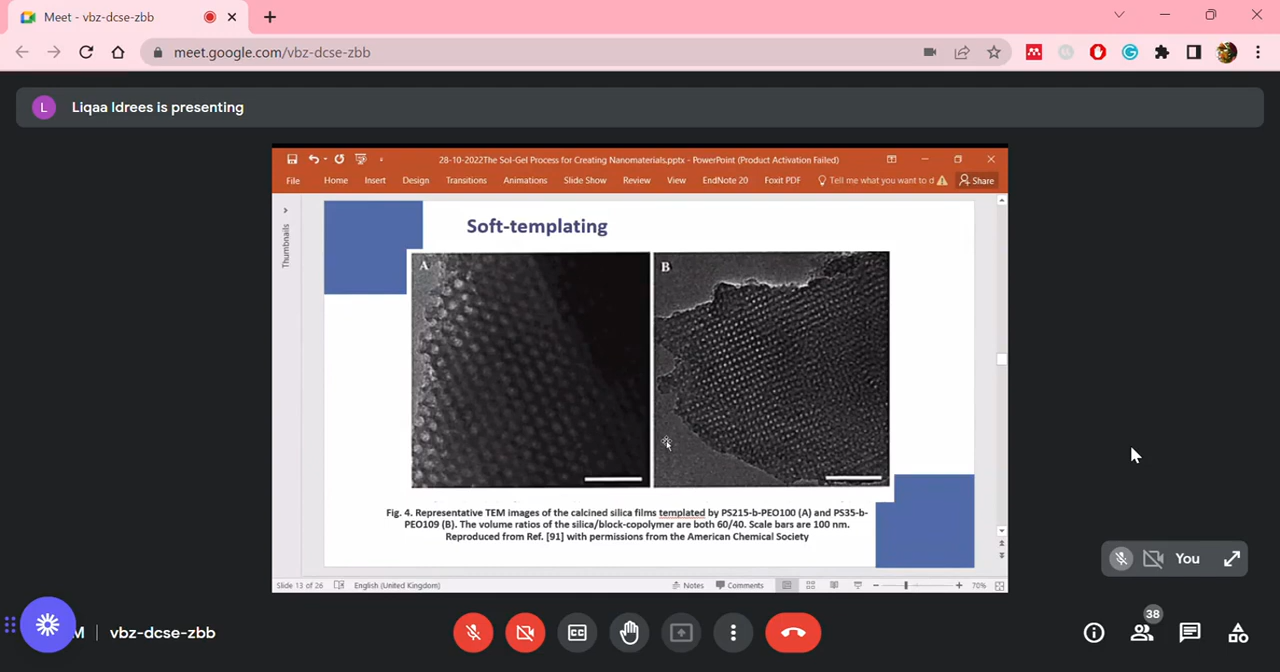 Meet - vbz-dcse-zbb
meet.google.com/vbz-dcse-zbb
L Liqaa Idrees is presenting
28-10-2022The Sol-Gel Process for Creating Nanomaterials.pptx - PowerPoint (Product Activation Failed)
File Home Insert Design Transitions Animations Slide Show Review View EndNote 20 Foxit PDF Tell me what you want to d Share
Thumbnails
Soft-templating
A B
Fig. 4. Representative TEM images of the calcined silica films templated by PS215-b-PEO100 (A) and PS35-b-
PEO109 (B). The volume ratios of the silica/block-copolymer are both 60/40. Scale bars are 100 nm.
Reproduced from Ref. [91] with permissions from the American Chemical Society
You
Slide 13 of 26 English (United Kingdom) Notes Comments 70%
M | vbz-dcse-zbb
38